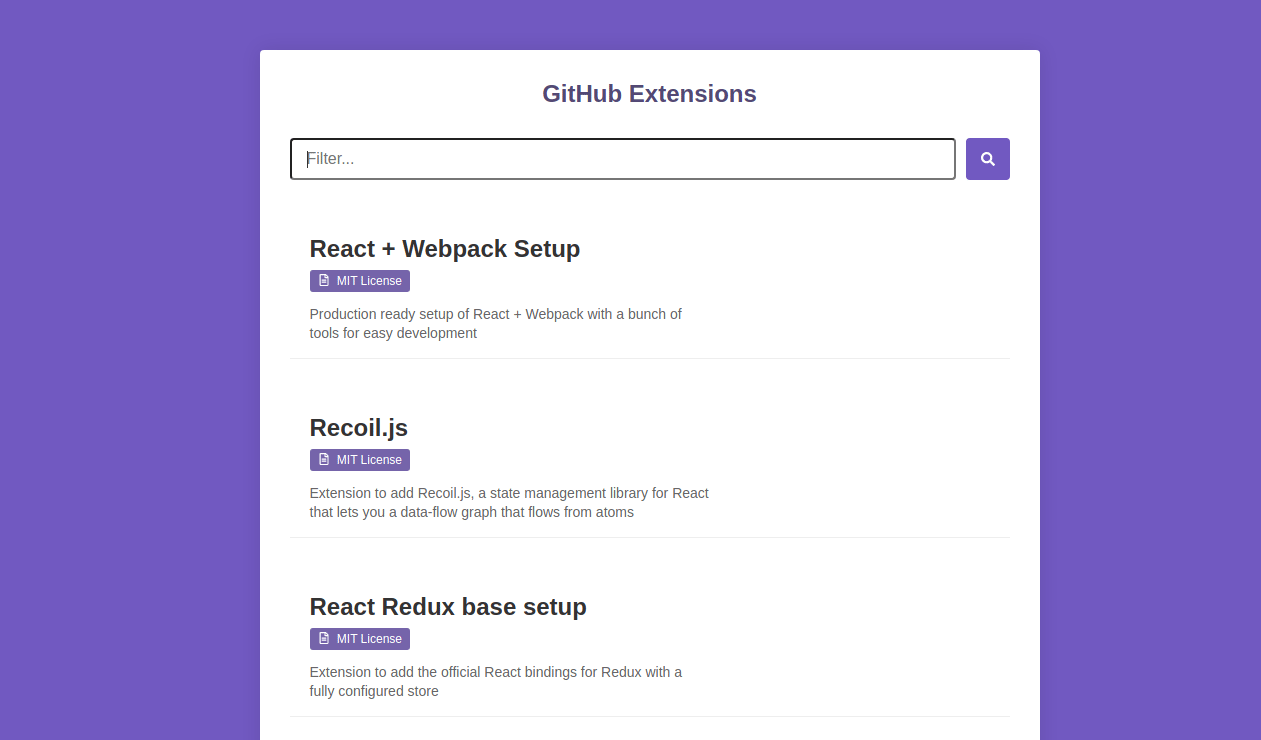 GitHub Extensions
Filter...
React + Webpack Setup
MIT License
Production ready setup of React + Webpack with a bunch of
tools for easy development
Recoil.js
MIT License
Extension to add Recoil.js, a state management library for React
that lets you a data-flow graph that flows from atoms
React Redux base setup
MIT License
Extension to add the official React bindings for Redux with a
fully configured store